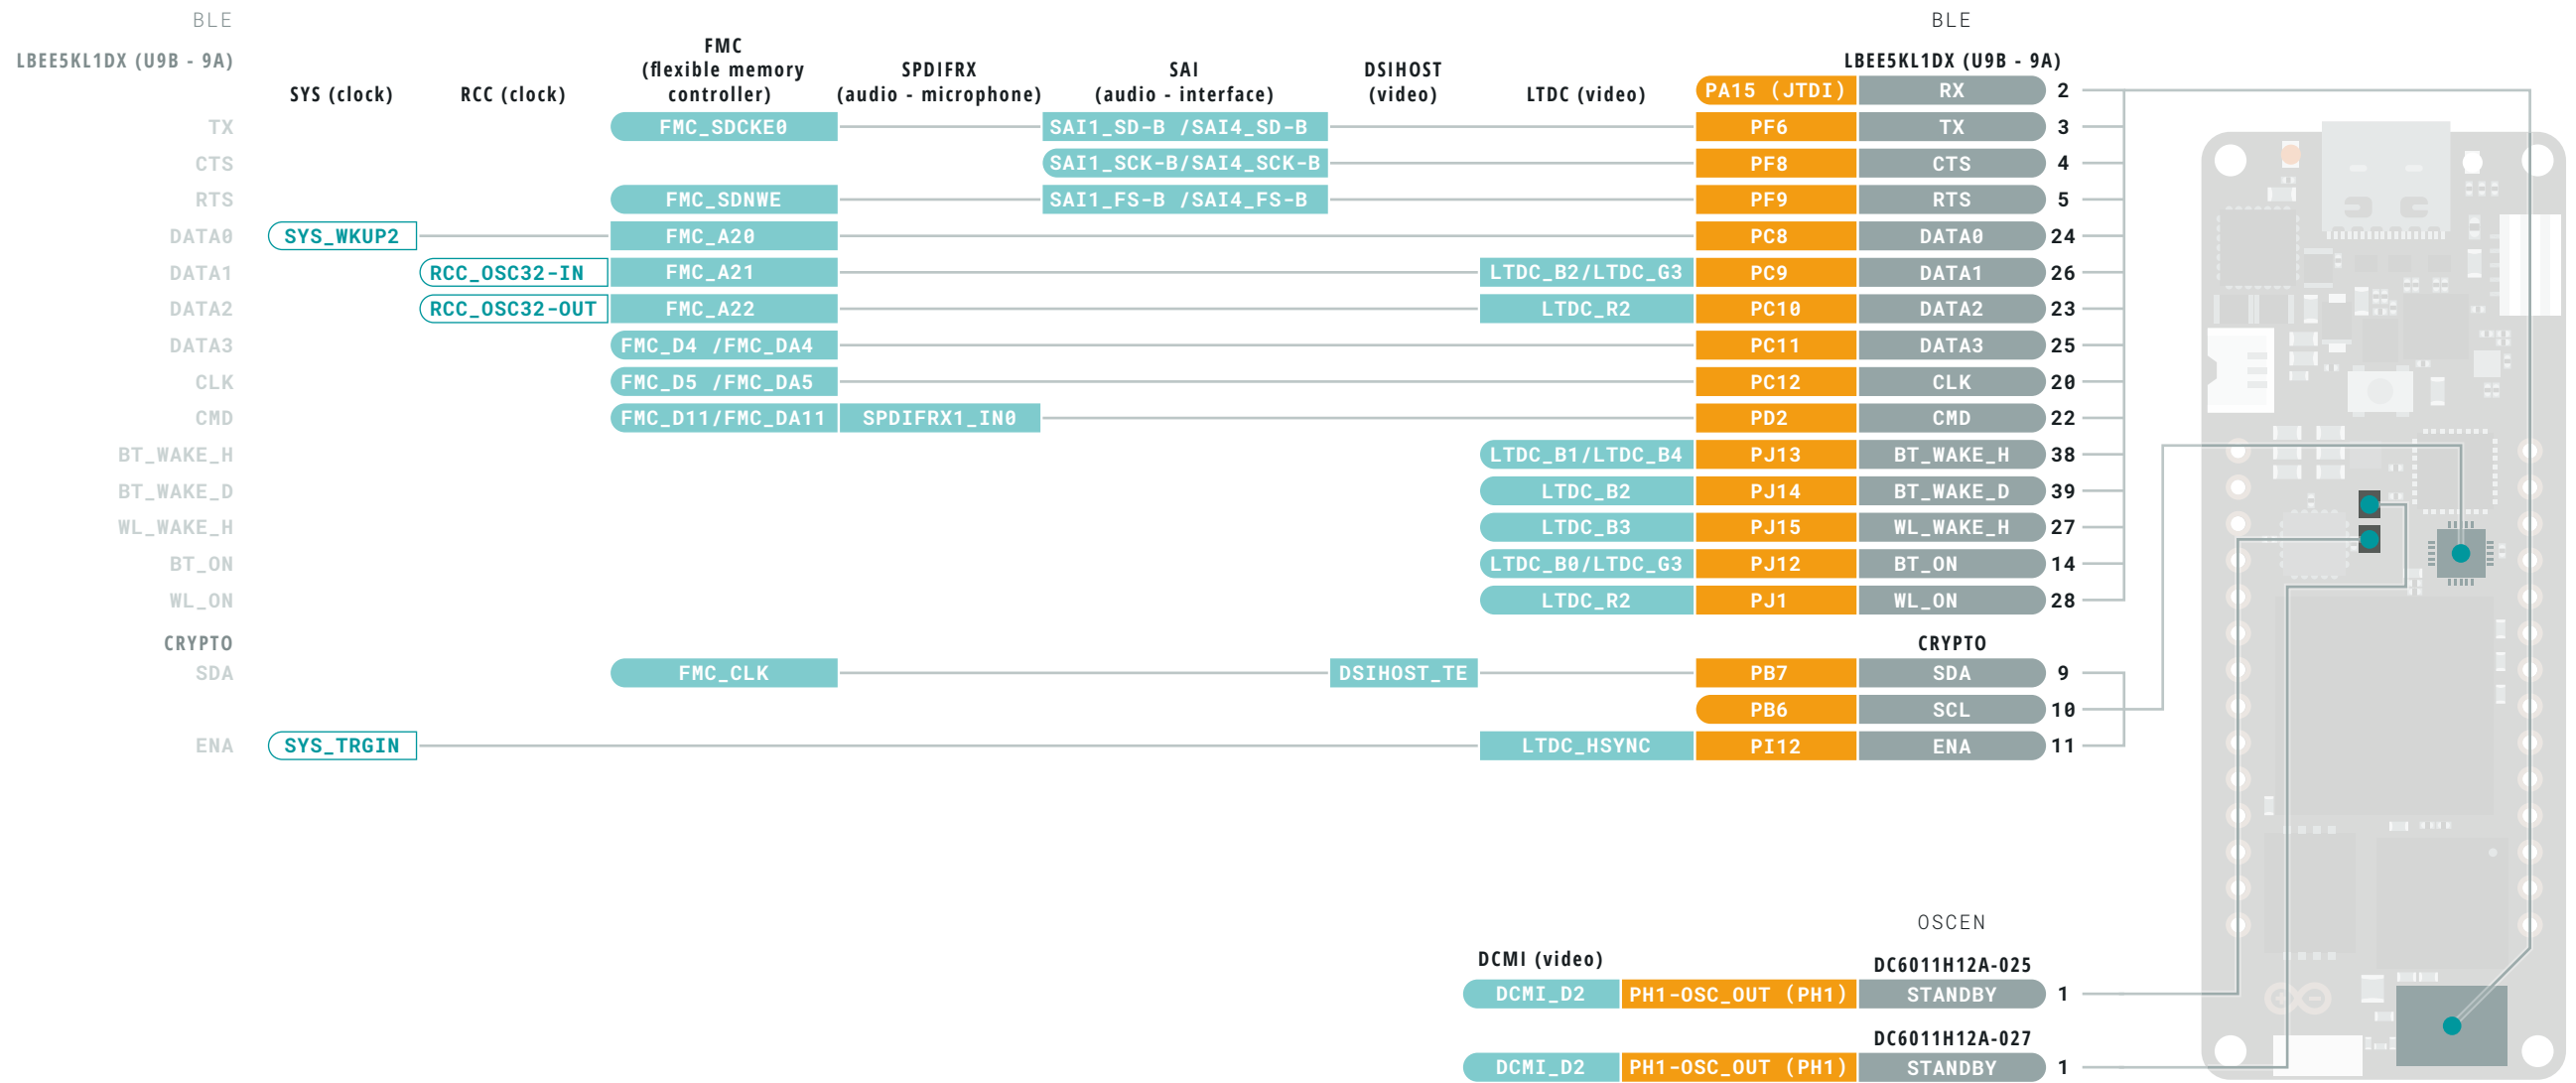 BLE BLE
LBEE5KL1DX (U9B - 9A) LBEE5KL1DX (U9B - 9A)
SYS (clock) RCC (clock) FMC (flexible memory controller) SPDIFRX (audio - microphone) SAI (audio - interface) DSIHOST (video) LTDC (video)
PA15 (JTDI) RX 2
TX FMC_SDCKE0 SAI1_SD-B /SAI4_SD-B PF6 TX 3
CTS SAI1_SCK-B/SAI4_SCK-B PF8 CTS 4
RTS FMC_SDNWE SAI1_FS-B /SAI4_FS-B PF9 RTS 5
DATA0 SYS_WKUP2 FMC_A20 PC8 DATA0 24
DATA1 RCC_OSC32-IN FMC_A21 LTDC_B2/LTDC_G3 PC9 DATA1 26
DATA2 RCC_OSC32-OUT FMC_A22 LTDC_R2 PC10 DATA2 23
DATA3 FMC_D4 /FMC_DA4 PC11 DATA3 25
CLK FMC_D5 /FMC_DA5 PC12 CLK 20
CMD FMC_D11/FMC_DA11 SPDIFRX1_IN0 PD2 CMD 22
BT_WAKE_H LTDC_B1/LTDC_B4 PJ13 BT_WAKE_H 38
BT_WAKE_D LTDC_B2 PJ14 BT_WAKE_D 39
WL_WAKE_H LTDC_B3 PJ15 WL_WAKE_H 27
BT_ON LTDC_B0/LTDC_G3 PJ12 BT_ON 14
WL_ON LTDC_R2 PJ1 WL_ON 28
CRYPTO CRYPTO
SDA FMC_CLK DSIHOST_TE PB7 SDA 9
PB6 SCL 10
ENA SYS_TRGIN LTDC_HSYNC PI12 ENA 11
OSCEN
DCMI (video) DC6011H12A-025
DCMI_D2 PH1-OSC_OUT (PH1) STANDBY 1
DC6011H12A-027
DCMI_D2 PH1-OSC_OUT (PH1) STANDBY 1